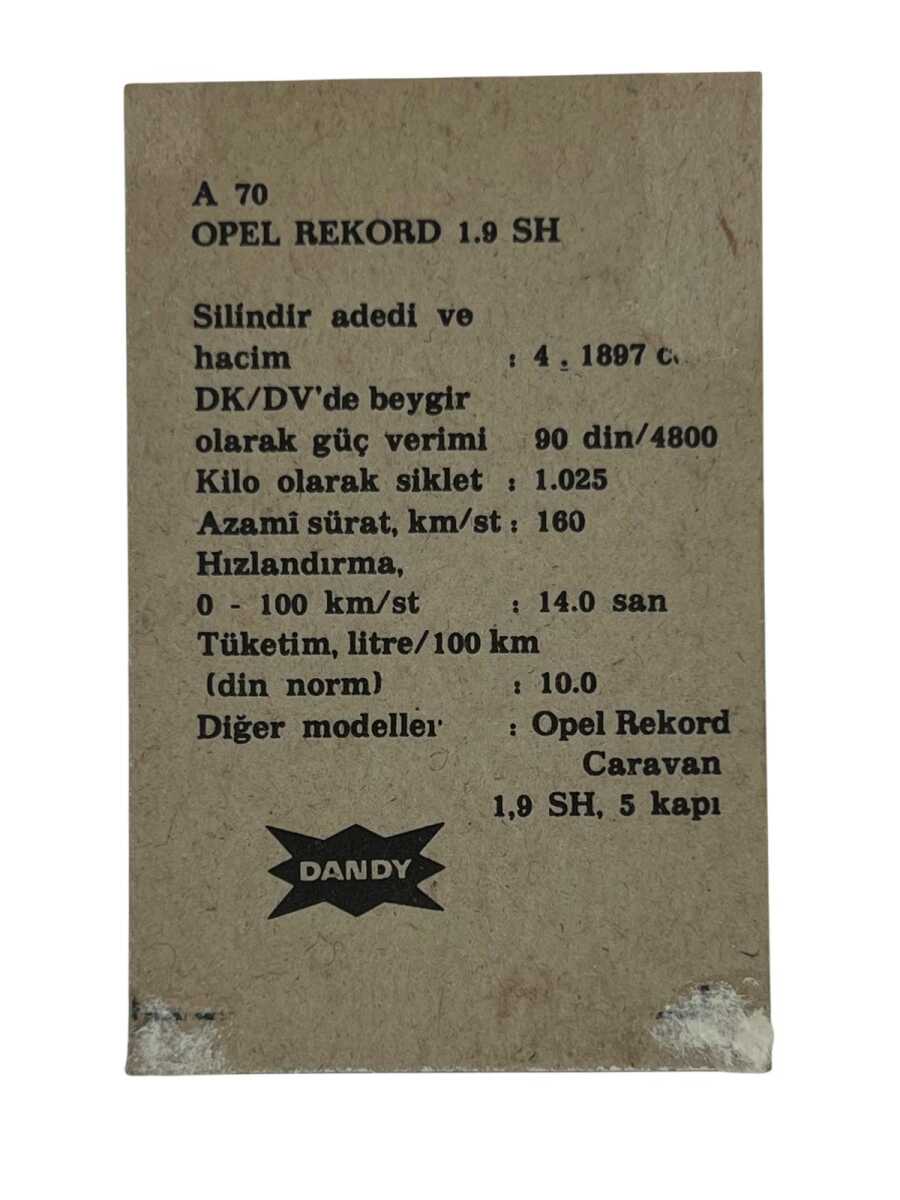 A 70
OPEL REKORD 1.9 SH
Silindir adedi ve
hacim : 4 . 1897
DK/DV'de beygir
olarak güç verimi 90 din/4800
Kilo olarak siklet : 1.025
Azamî sürat, km/st : 160
Hızlandırma,
0 - 100 km/st : 14.0 san
Tüketim, litre/100 km
(din norm) : 10.0
Diğer modeller : Opel Rekord
Caravan
1,9 SH, 5 kapı
DANDY